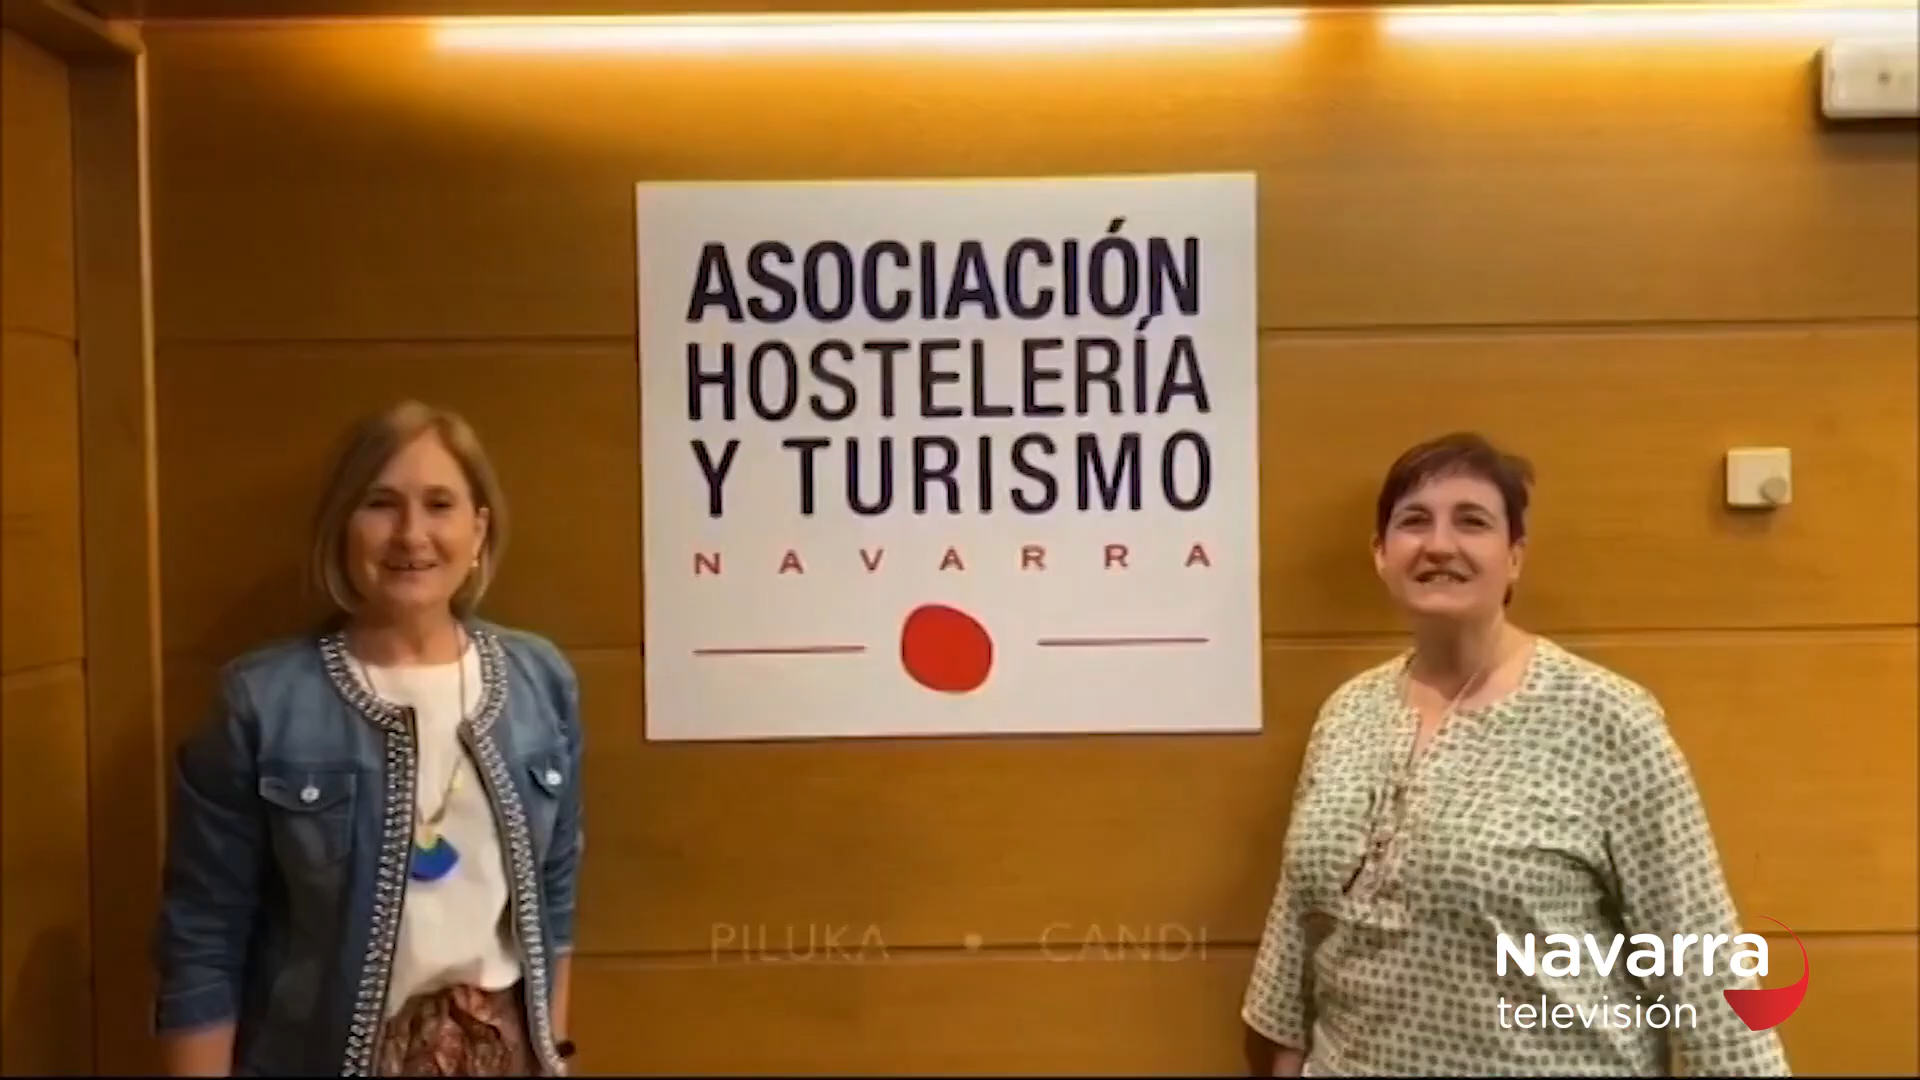 ASOCIACIÓN
HOSTELERÍA
Y TURISMO
NAVARRA
PILUKA • CANDI
Navarra
televisión